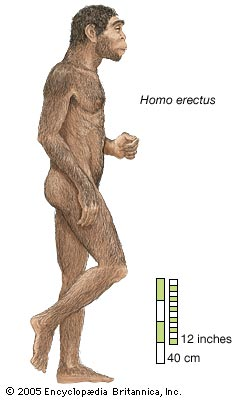 Homo erectus
12 inches
40 cm
© 2005 Encyclopædia Britannica, Inc.